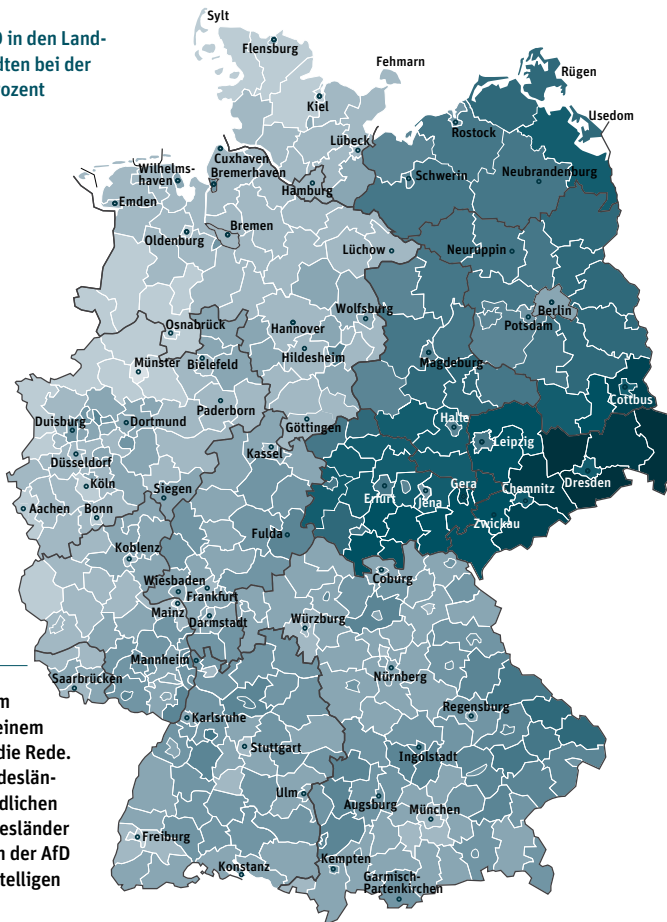 D in den Land-
dten bei der
rozent
Sylt
Flensburg
Fehmarn
Rügen
Kiel
Usedom
Rostock
Lübeck
Cuxhaven
Wilhelms-
haven
Bremerhaven
Hamburg
Schwerin
Neubrandenburg
Emden
Bremen
Oldenburg
Lüchow
Neuruppin
Wolfsburg
Berlin
Osnabrück
Hannover
Potsdam
Hildesheim
Münster
Bielefeld
Magdeburg
Cottbus
Paderborn
Duisburg
Dortmund
Göttingen
Halle
Leipzig
Düsseldorf
Kassel
Köln
Siegen
Erfurt
Jena
Gera
Chemnitz
Dresden
Aachen
Bonn
Zwickau
Fulda
Koblenz
Coburg
Wiesbaden
Frankfurt
Mainz
Darmstadt
Würzburg
Mannheim
Nürnberg
Saarbrücken
Regensburg
m
einem
die Rede.
deslän-
dlichen
esländer
n der AfD
telligen
Karlsruhe
Stuttgart
Ingolstadt
Ulm
Augsburg
München
Freiburg
Konstanz
Kempten
Garmisch-
Partenkirchen